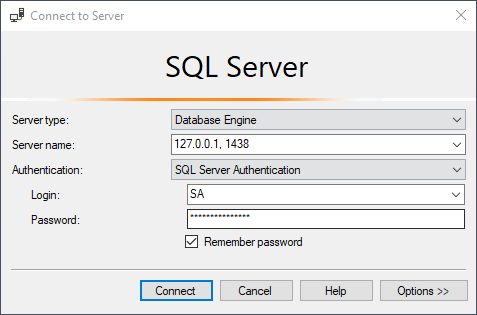 Connect to Server
SQL Server
Server type: Database Engine
Server name: 127.0.0.1, 1438
Authentication: SQL Server Authentication
Login: SA
Password: ***************
Remember password
Connect Cancel Help Options >>